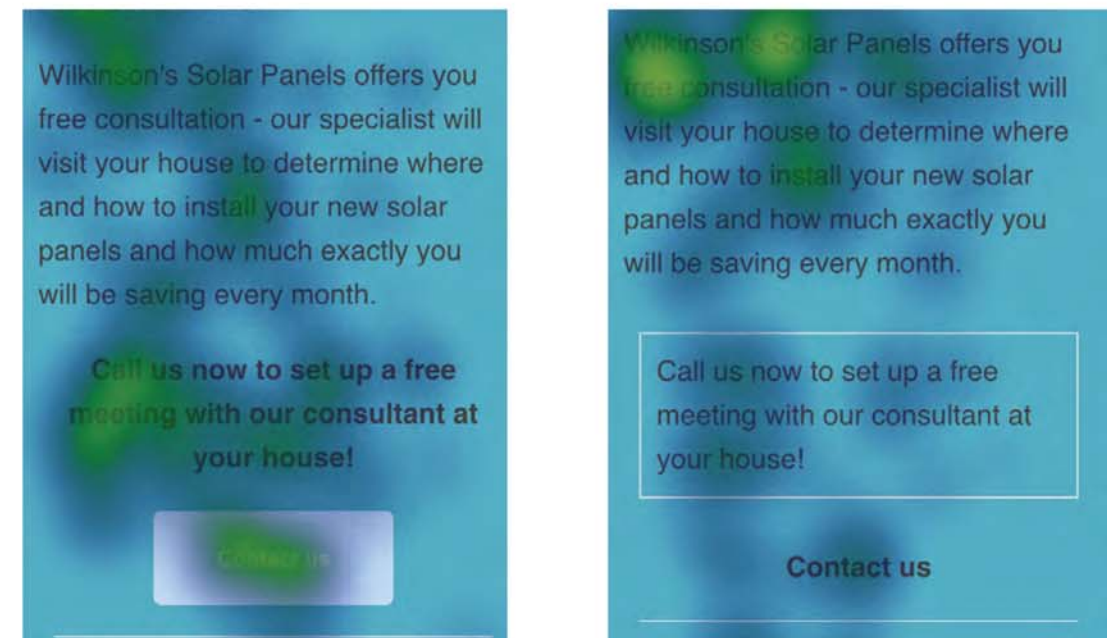 Wilkinson's Solar Panels offers you
free consultation - our specialist will
visit your house to determine where
and how to install your new solar
panels and how much exactly you
will be saving every month.
Call us now to set up a free
meeting with our consultant at
your house!
Contact us
Wilkinson's Solar Panels offers you
free consultation - our specialist will
visit your house to determine where
and how to install your new solar
panels and how much exactly you
will be saving every month.
Call us now to set up a free
meeting with our consultant at
your house!
Contact us